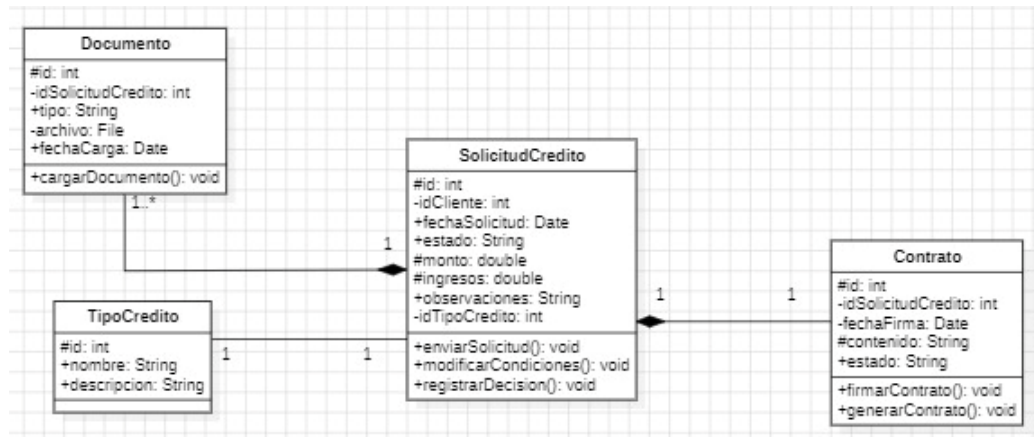 Documento
#id: int
-idSolicitudCredito: int
+tipo: String
-archivo: File
+fechaCarga: Date
+cargarDocumento(): void
1..*
1
SolicitudCredito
#id: int
-idCliente: int
+fechaSolicitud: Date
+estado: String
#monto: double
#ingresos: double
+observaciones: String
-idTipoCredito: int
+enviarSolicitud(): void
+modificarCondiciones(): void
+registrarDecision(): void
TipoCredito
#id: int
+nombre: String
+descripcion: String
1
1
1
1
Contrato
#id: int
-idSolicitudCredito: int
-fechaFirma: Date
#contenido: String
+estado: String
+firmarContrato(): void
+generarContrato(): void